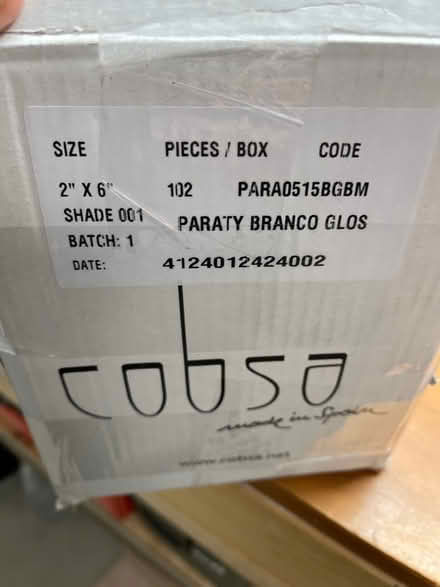 SIZE PIECES / BOX CODE
2" X 6" 102 PARA0515BGBM
SHADE 001 PARATY BRANCO GLOS
BATCH: 1
DATE: 4124012424002
cobsa
made in Spain
www.cobsa.net